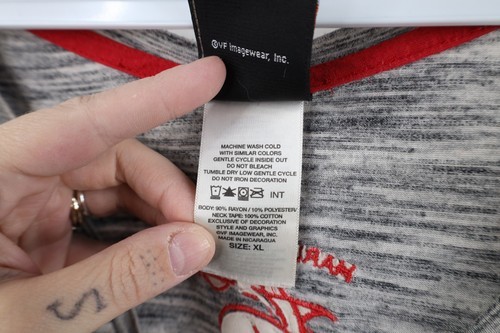 ©VF Imagewear, Inc.
MACHINE WASH COLD
WITH SIMILAR COLORS
GENTLE CYCLE INSIDE OUT
DO NOT BLEACH
TUMBLE DRY LOW GENTLE CYCLE
DO NOT IRON DECORATION
INT
BODY: 90% RAYON / 10% POLYESTER/
NECK TAPE: 100% COTTON
EXCLUSIVE OF DECORATION
STYLE AND GRAPHICS
©VF IMAGEWEAR, INC.
MADE IN NICARAGUA
SIZE: XL
S